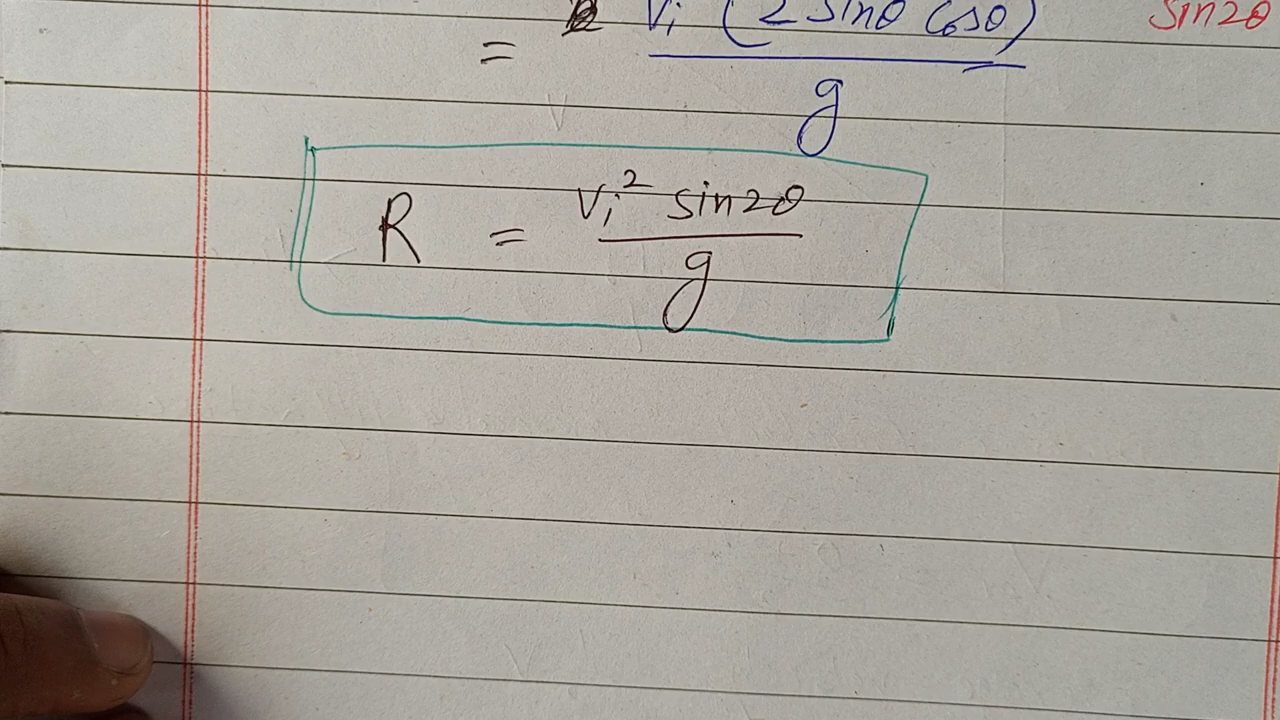 = vᵢ (2 sinθ cosθ) / g sin2θ
R = vᵢ² sin2θ / g